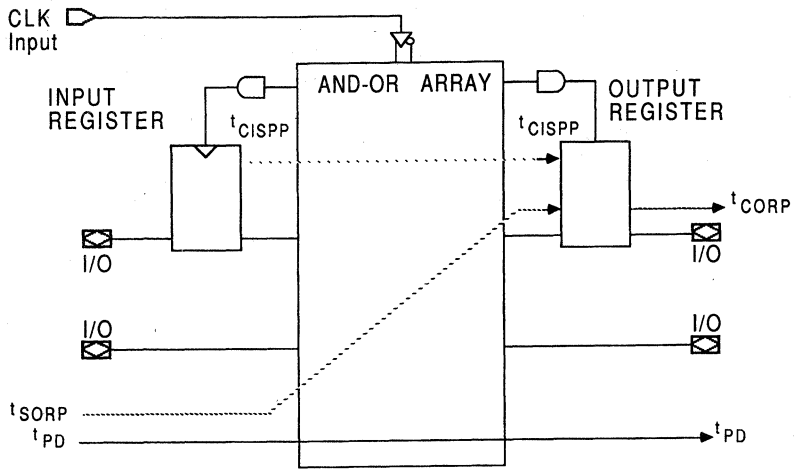 CLK
Input
AND-OR ARRAY
INPUT
REGISTER
OUTPUT
REGISTER
tCISPP
tCISPP
tCORP
I/O
I/O
I/O
I/O
tSORP
tPD
tPD